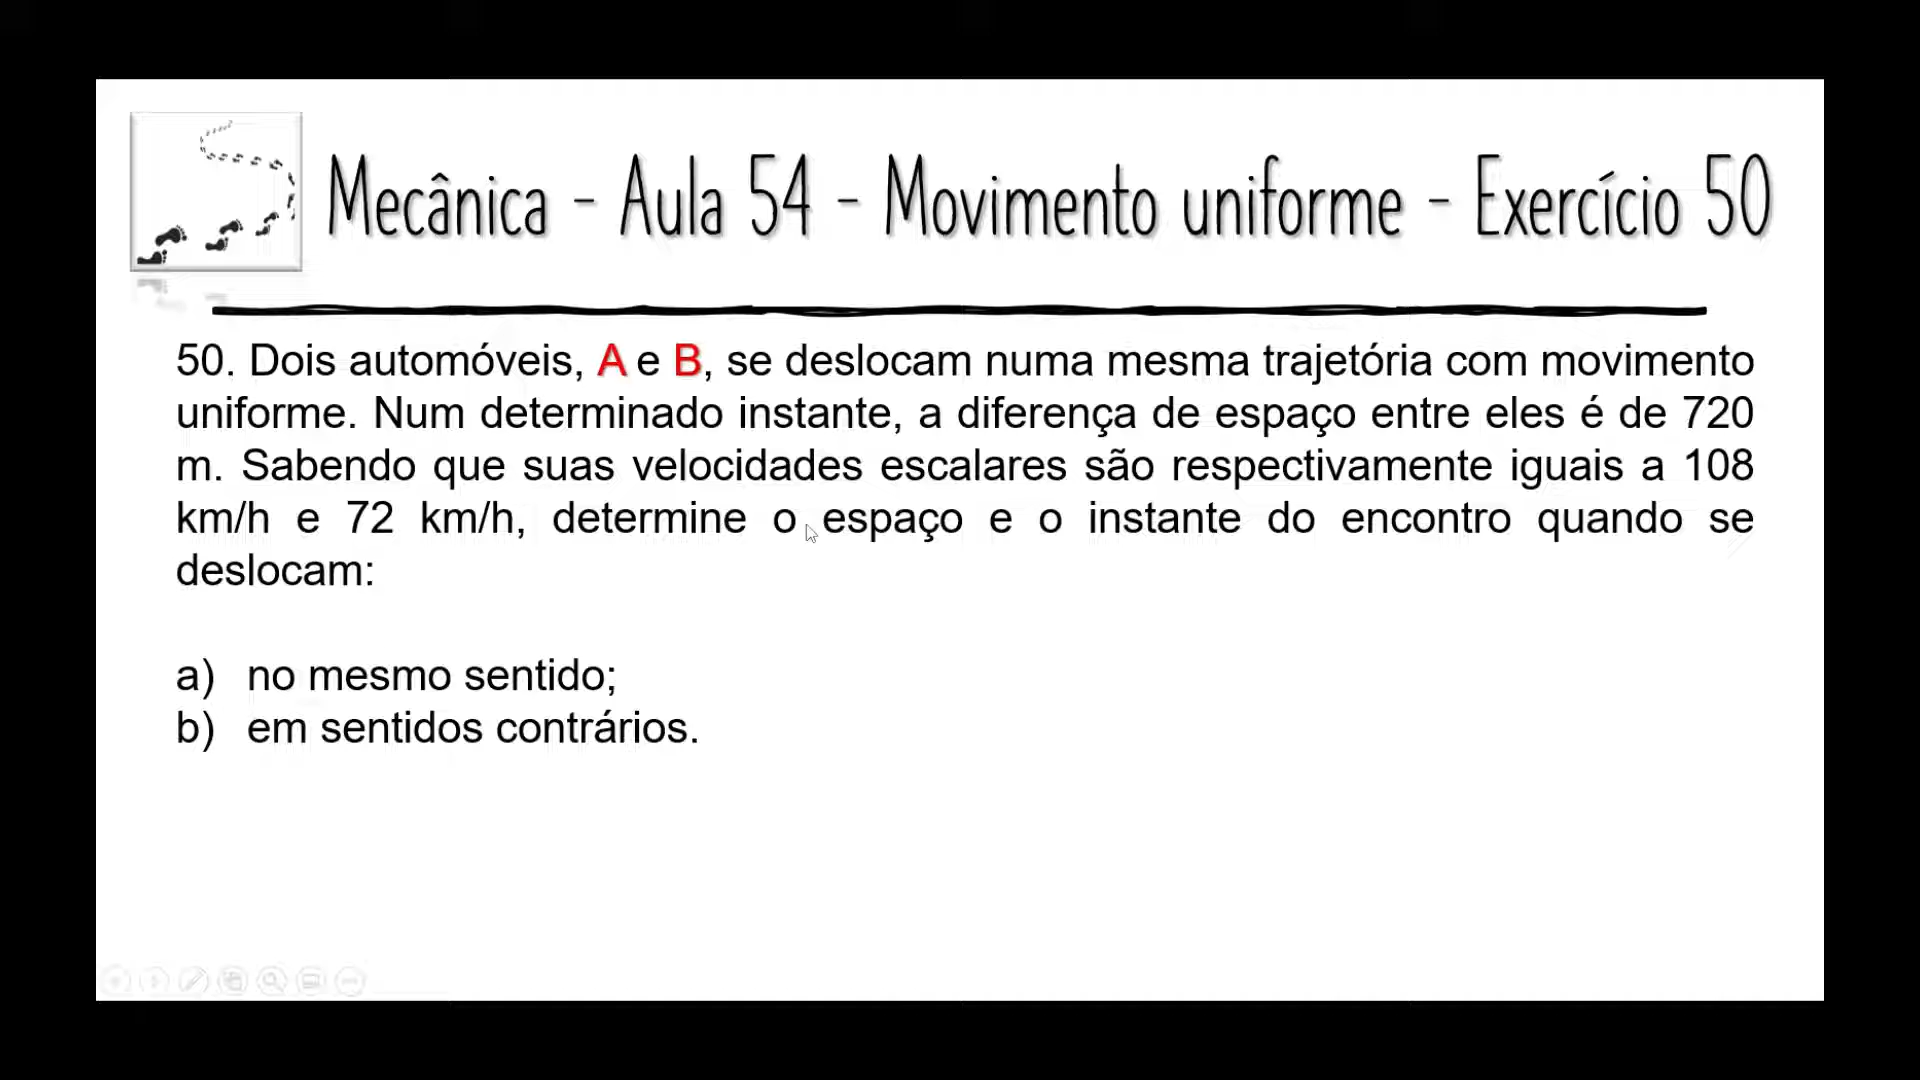 Mecânica - Aula 54 - Movimento uniforme - Exercício 50
50. Dois automóveis, A e B, se deslocam numa mesma trajetória com movimento
uniforme. Num determinado instante, a diferença de espaço entre eles é de 720
m. Sabendo que suas velocidades escalares são respectivamente iguais a 108
km/h e 72 km/h, determine o espaço e o instante do encontro quando se
deslocam:
a) no mesmo sentido;
b) em sentidos contrários.